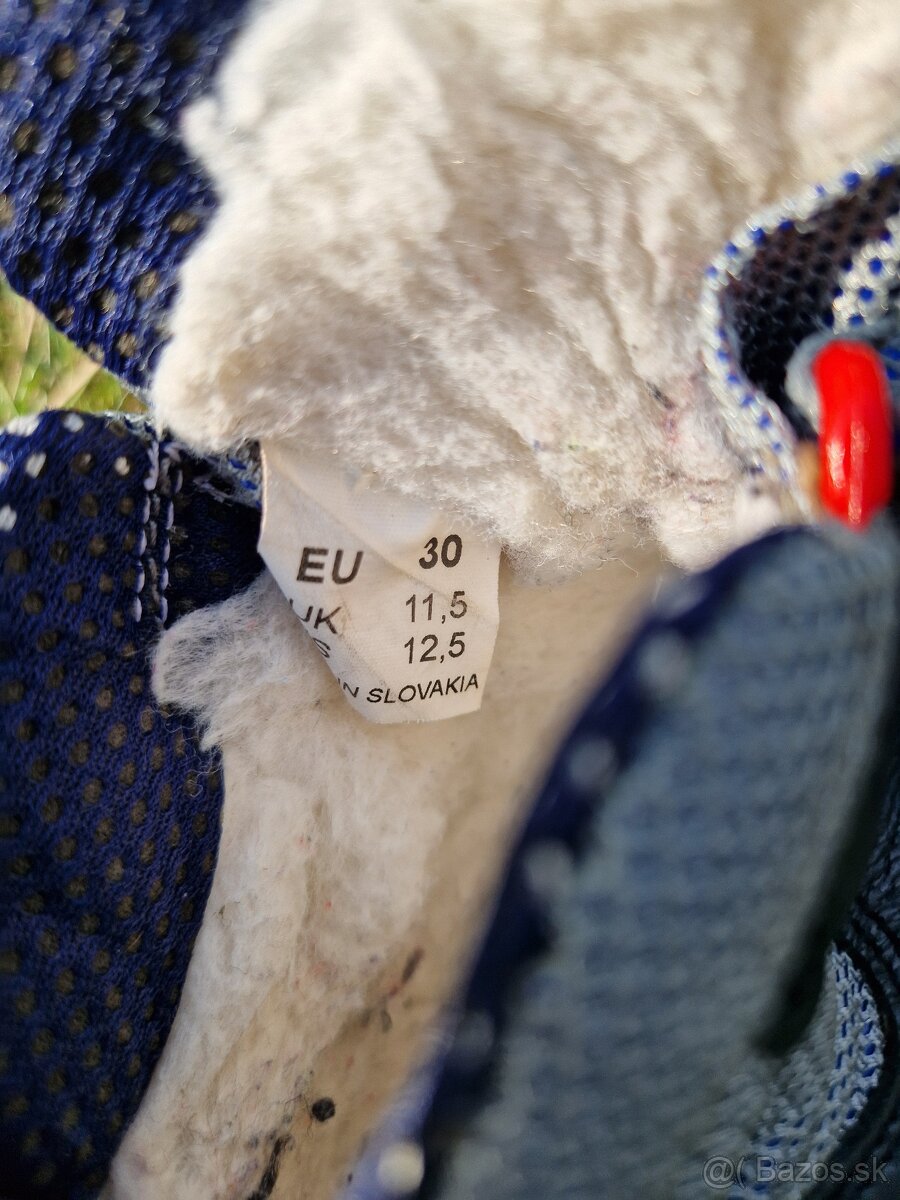 EU 30
UK 11,5
S 12,5
IN SLOVAKIA
@( Bazos.sk